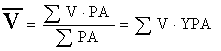 V̅ = ∑ V · PA / ∑ PA = ∑ V · YPA